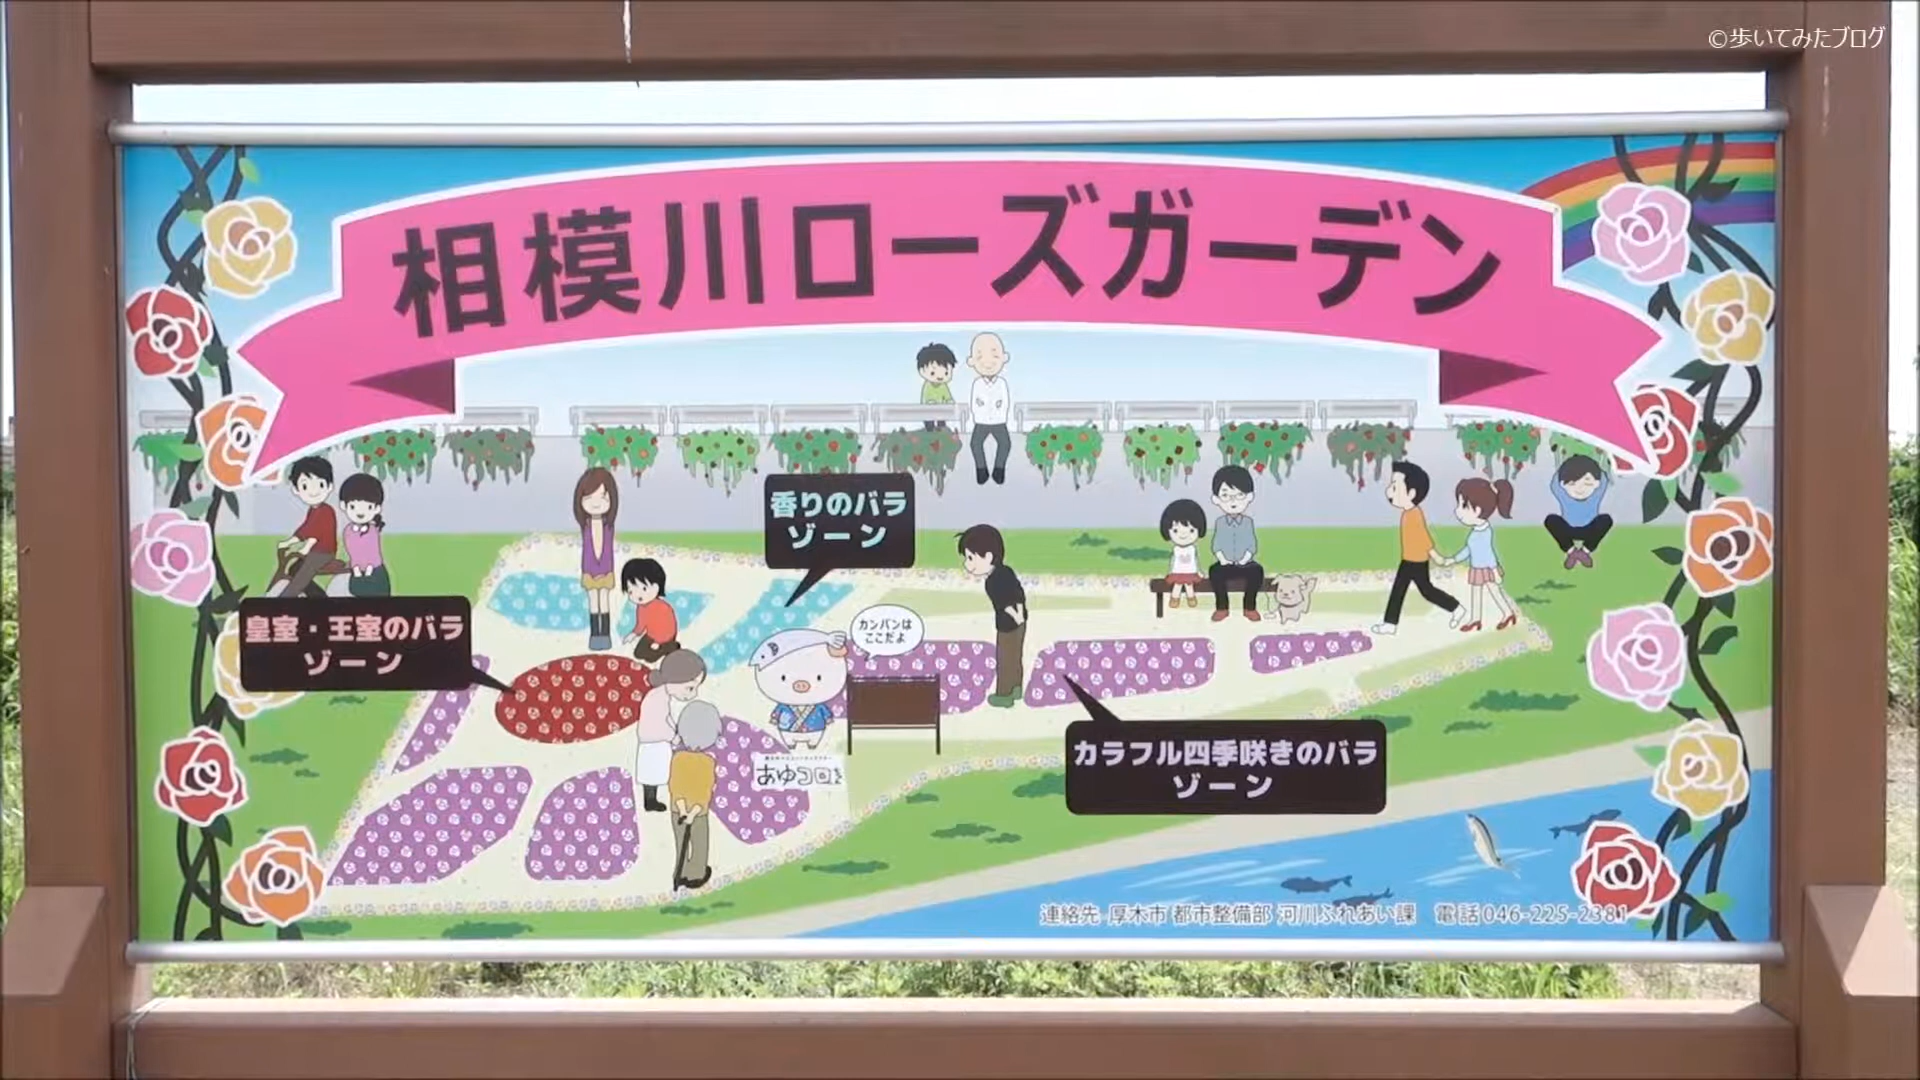 ©歩いてみたブログ
相模川ローズガーデン
香りのバラ
ゾーン
カンバンは
ここだよ
皇室・王室のバラ
ゾーン
カラフル四季咲きのバラ
ゾーン
あゆコロ
連絡先 厚木市 都市整備部 河川ふれあい課 電話 046-225-2381